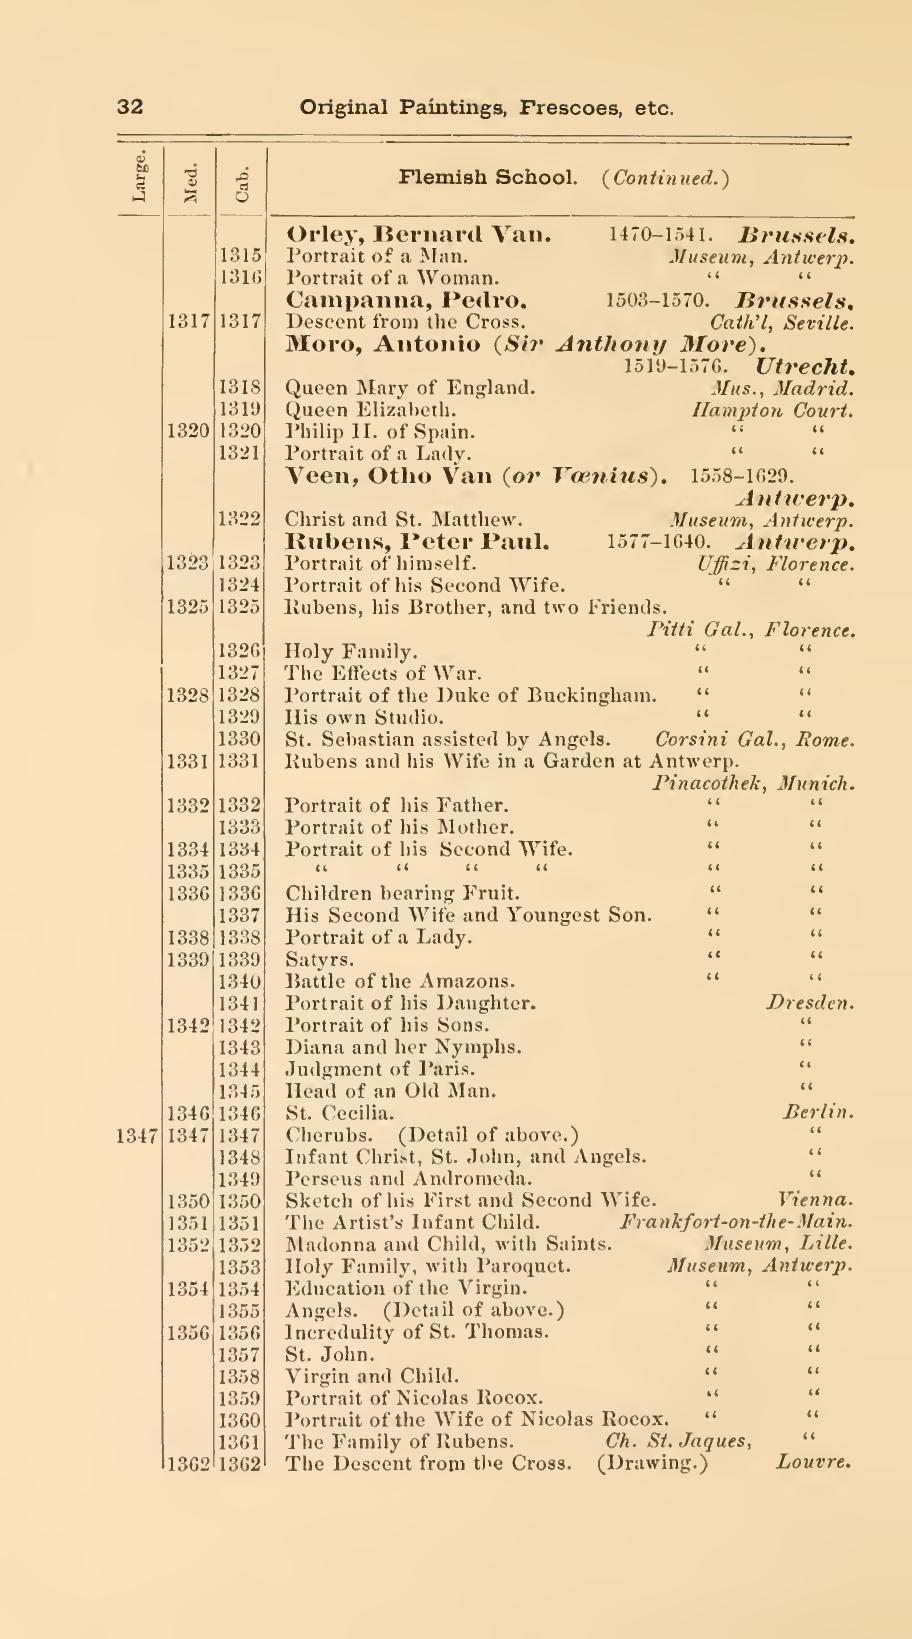 32 Original Paintings, Frescoes, etc.
Large. Med. Cab. Flemish School. (Continued.)
Orley, Bernard Van. 1470–1541. Brussels.
1315 Portrait of a Man. Museum, Antwerp.
1316 Portrait of a Woman. “ “
Campanna, Pedro. 1503–1570. Brussels.
1317 1317 Descent from the Cross. Cath'l, Seville.
Moro, Antonio (Sir Anthony More).
1519–1576. Utrecht.
1318 Queen Mary of England. Mus., Madrid.
1319 Queen Elizabeth. Hampton Court.
1320 1320 Philip II. of Spain. “ “
1321 Portrait of a Lady. “ “
Veen, Otho Van (or Vœnius). 1558–1629.
Antwerp.
1322 Christ and St. Matthew. Museum, Antwerp.
Rubens, Peter Paul. 1577–1640. Antwerp.
1323 1323 Portrait of himself. Uffizi, Florence.
1324 Portrait of his Second Wife. “ “
1325 1325 Rubens, his Brother, and two Friends.
Pitti Gal., Florence.
1326 Holy Family. “ “
1327 The Effects of War. “ “
1328 1328 Portrait of the Duke of Buckingham. “ “
1329 His own Studio. “ “
1330 St. Sebastian assisted by Angels. Corsini Gal., Rome.
1331 1331 Rubens and his Wife in a Garden at Antwerp.
Pinacothek, Munich.
1332 1332 Portrait of his Father. “ “
1333 Portrait of his Mother. “ “
1334 1334 Portrait of his Second Wife. “ “
1335 1335 “ “ “ “ “ “
1336 1336 Children bearing Fruit. “ “
1337 His Second Wife and Youngest Son. “ “
1338 1338 Portrait of a Lady. “ “
1339 1339 Satyrs. “ “
1340 Battle of the Amazons. “ “
1341 Portrait of his Daughter. Dresden.
1342 1342 Portrait of his Sons. “
1343 Diana and her Nymphs. “
1344 Judgment of Paris. “
1345 Head of an Old Man. “
1346 1346 St. Cecilia. Berlin.
1347 1347 1347 Cherubs. (Detail of above.) “
1348 Infant Christ, St. John, and Angels. “
1349 Perseus and Andromeda. “
1350 1350 Sketch of his First and Second Wife. Vienna.
1351 1351 The Artist's Infant Child. Frankfort-on-the-Main.
1352 1352 Madonna and Child, with Saints. Museum, Lille.
1353 Holy Family, with Paroquet. Museum, Antwerp.
1354 1354 Education of the Virgin. “ “
1355 Angels. (Detail of above.) “ “
1356 1356 Incredulity of St. Thomas. “ “
1357 St. John. “ “
1358 Virgin and Child. “ “
1359 Portrait of Nicolas Rocox. “ “
1360 Portrait of the Wife of Nicolas Rocox. “ “
1361 The Family of Rubens. Ch. St. Jaques, “
1362 1362 The Descent from the Cross. (Drawing.) Louvre.